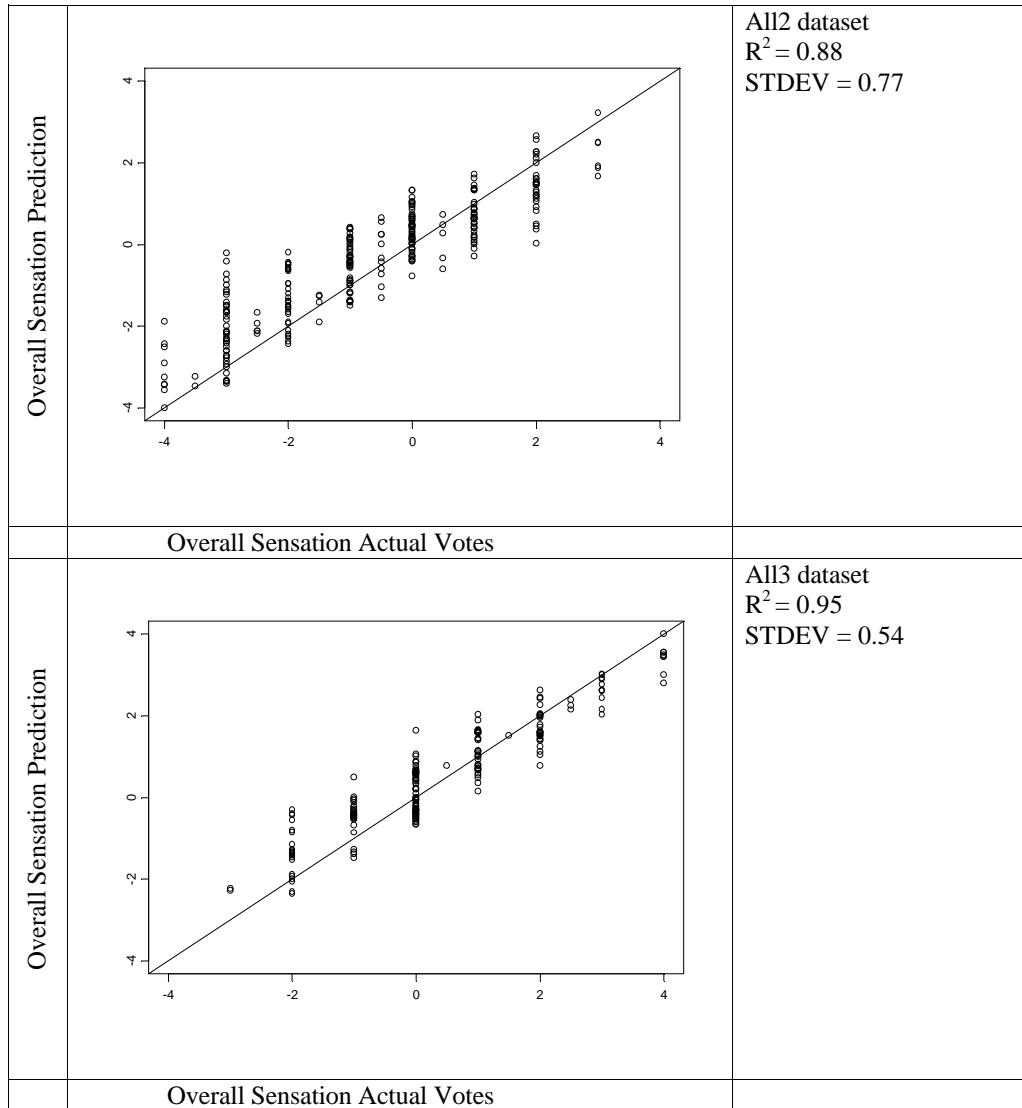 All2 dataset
R² = 0.88
STDEV = 0.77
Overall Sensation Prediction
4
2
0
-2
-4
-4 -2 0 2 4
Overall Sensation Actual Votes
All3 dataset
R² = 0.95
STDEV = 0.54
Overall Sensation Prediction
4
2
0
-2
-4
-4 -2 0 2 4
Overall Sensation Actual Votes